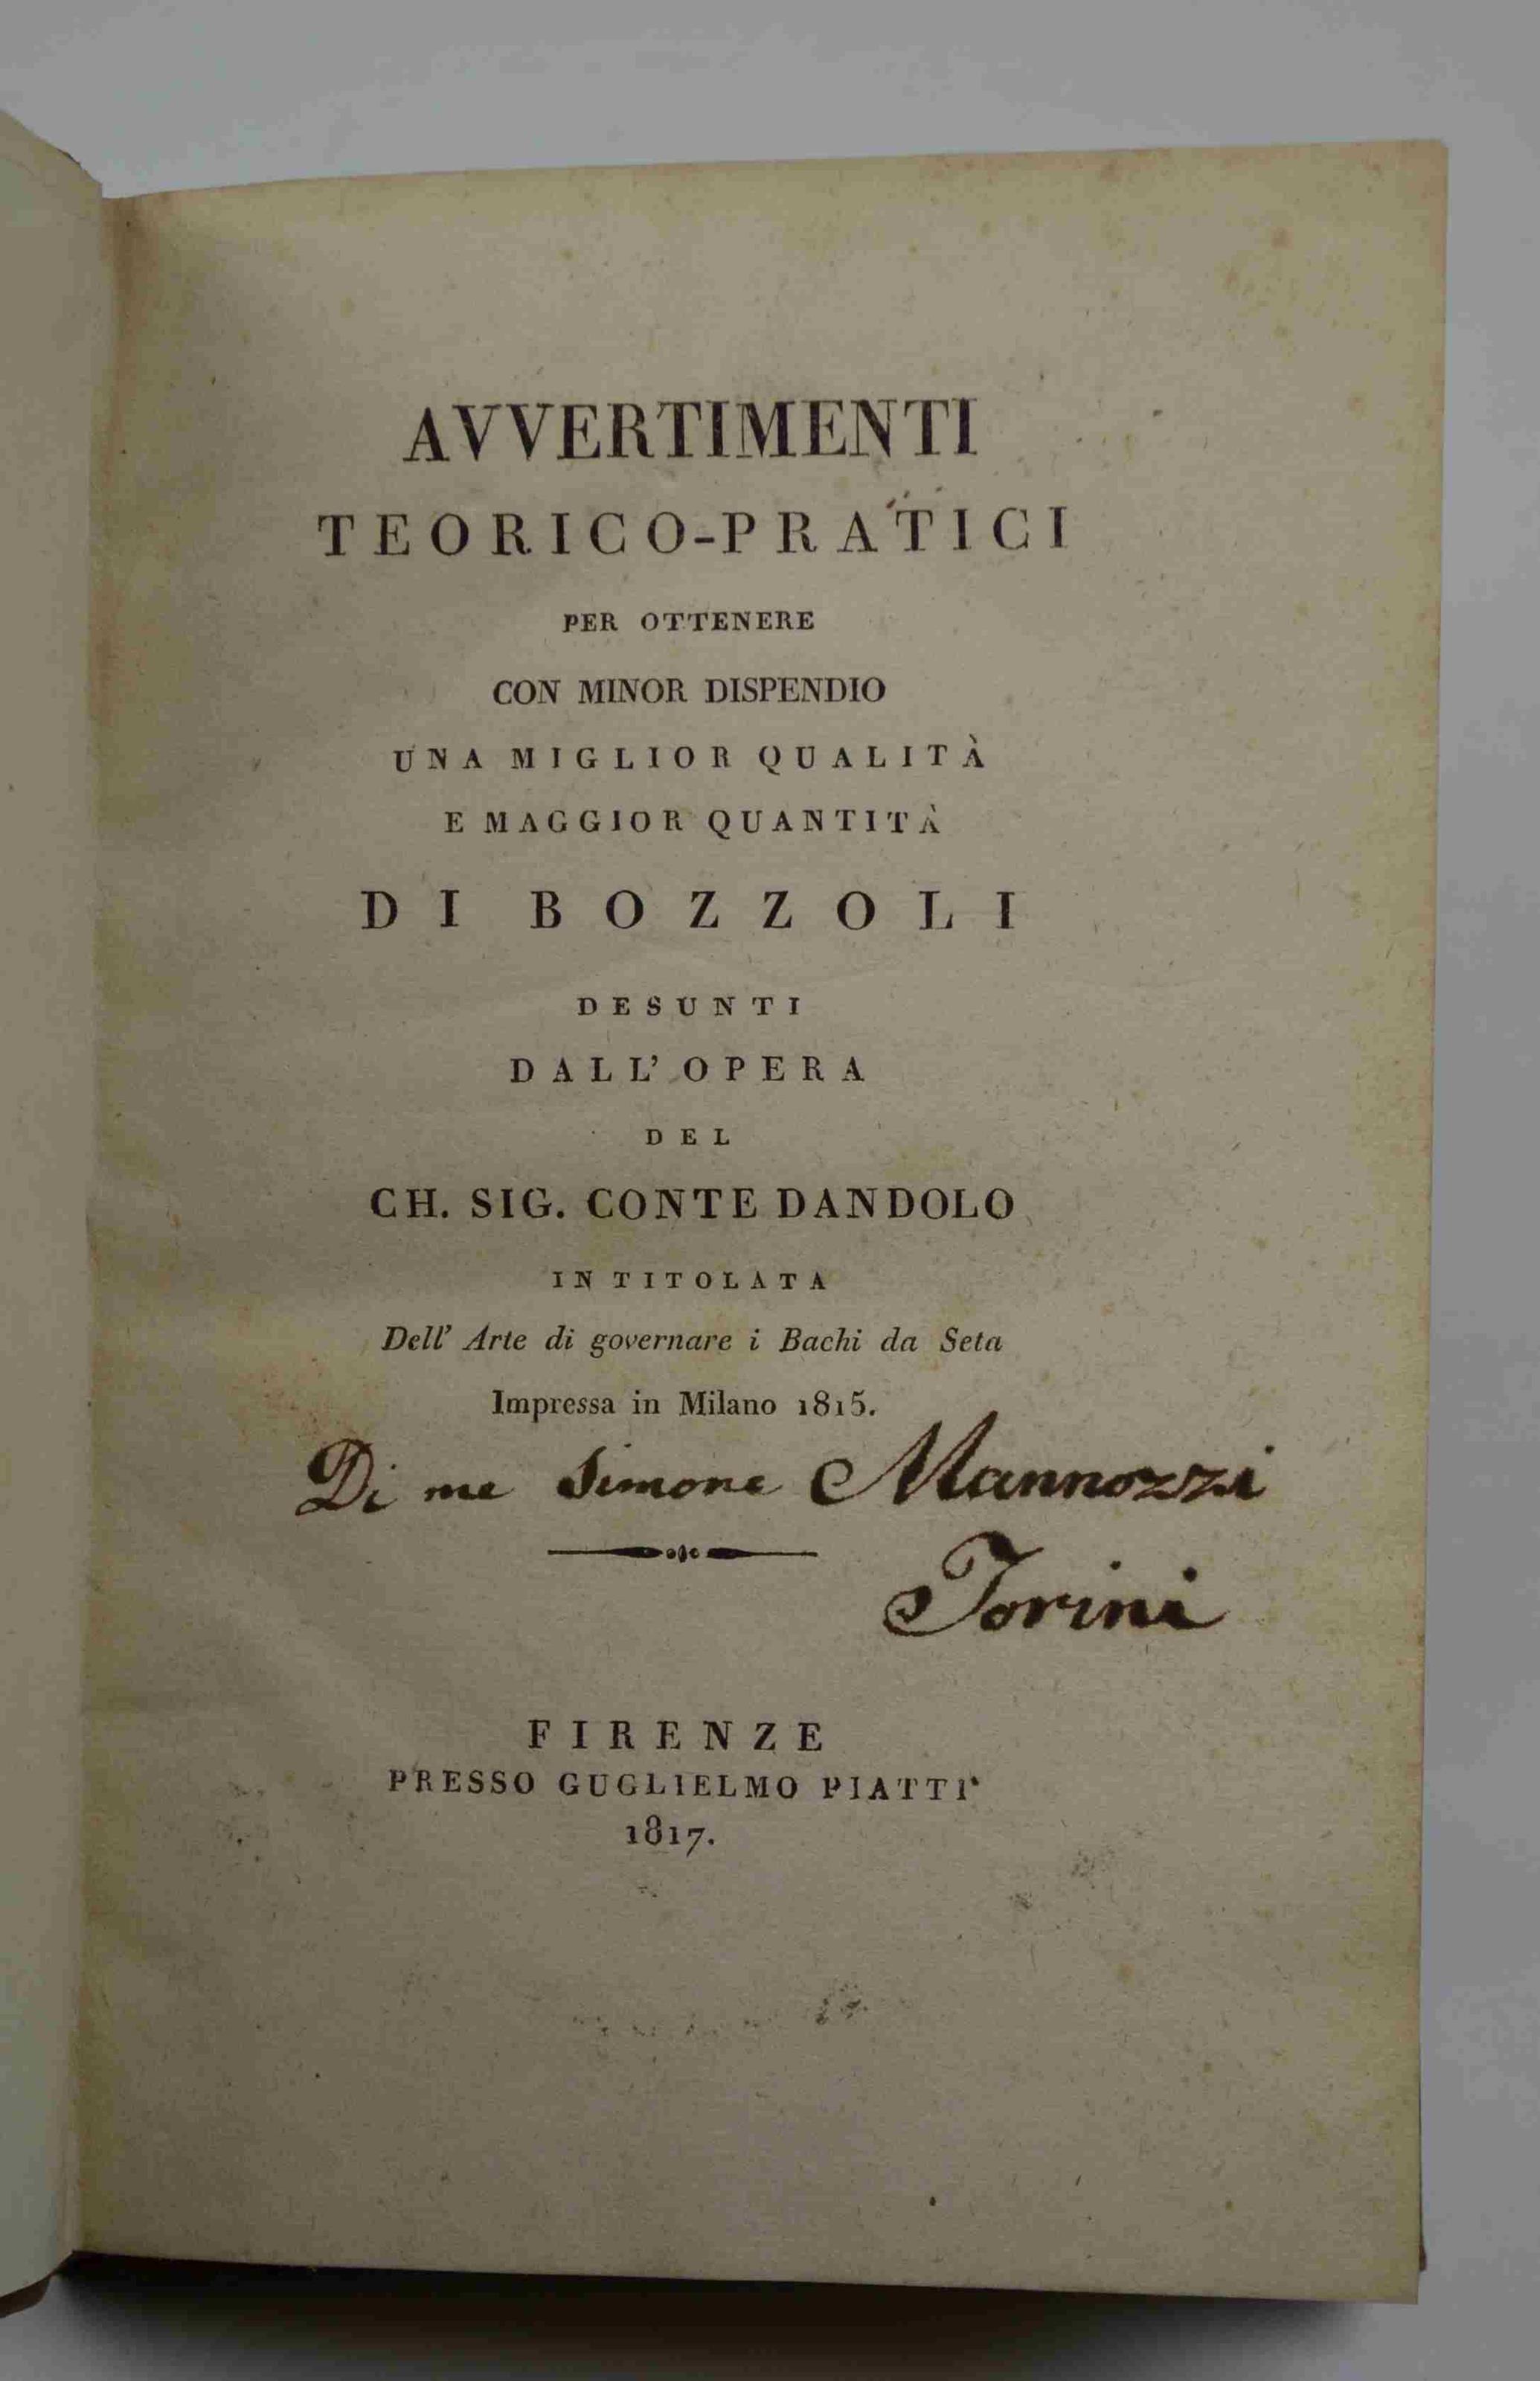 AVVERTIMENTI
TEORICO-PRATICI
PER OTTENERE
CON MINOR DISPENDIO
UNA MIGLIOR QUALITÀ
E MAGGIOR QUANTITÀ
DI BOZZOLI
DESUNTI
DALL' OPERA
DEL
CH. SIG. CONTE DANDOLO
INTITOLATA
Dell' Arte di governare i Bachi da Seta
Impressa in Milano 1815.
Di me Simone Mannozzi
Torini
FIRENZE
PRESSO GUGLIELMO PIATTI
1817.